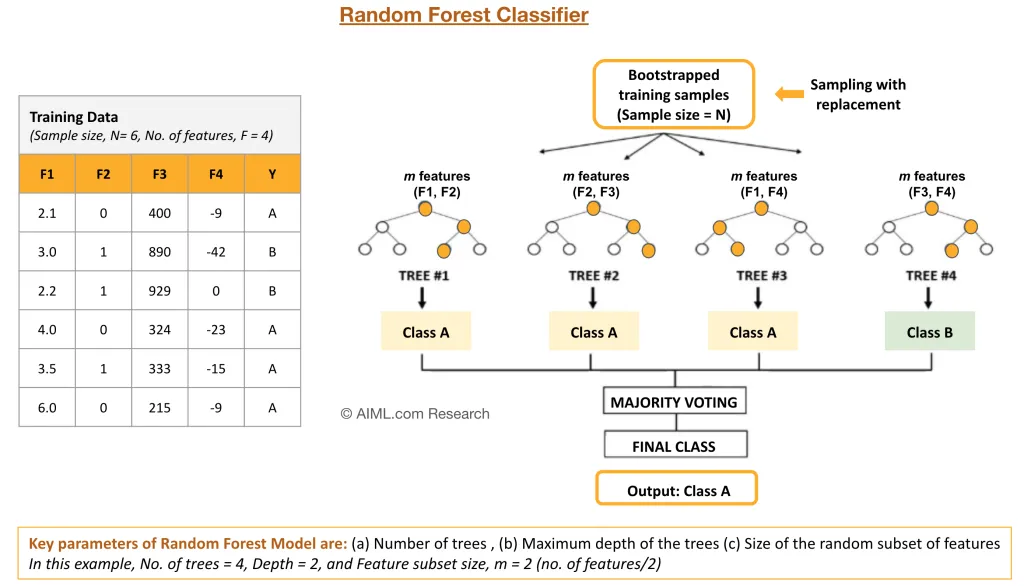 Random Forest Classifier
Training Data
(Sample size, N= 6, No. of features, F = 4)
F1 F2 F3 F4 Y
2.1 0 400 -9 A
3.0 1 890 -42 B
2.2 1 929 0 B
4.0 0 324 -23 A
3.5 1 333 -15 A
6.0 0 215 -9 A
Bootstrapped
training samples
(Sample size = N)
Sampling with
replacement
m features
(F1, F2)
m features
(F2, F3)
m features
(F1, F4)
m features
(F3, F4)
TREE #1
TREE #2
TREE #3
TREE #4
Class A
Class A
Class A
Class B
MAJORITY VOTING
© AIML.com Research
FINAL CLASS
Output: Class A
Key parameters of Random Forest Model are: (a) Number of trees , (b) Maximum depth of the trees (c) Size of the random subset of features
In this example, No. of trees = 4, Depth = 2, and Feature subset size, m = 2 (no. of features/2)